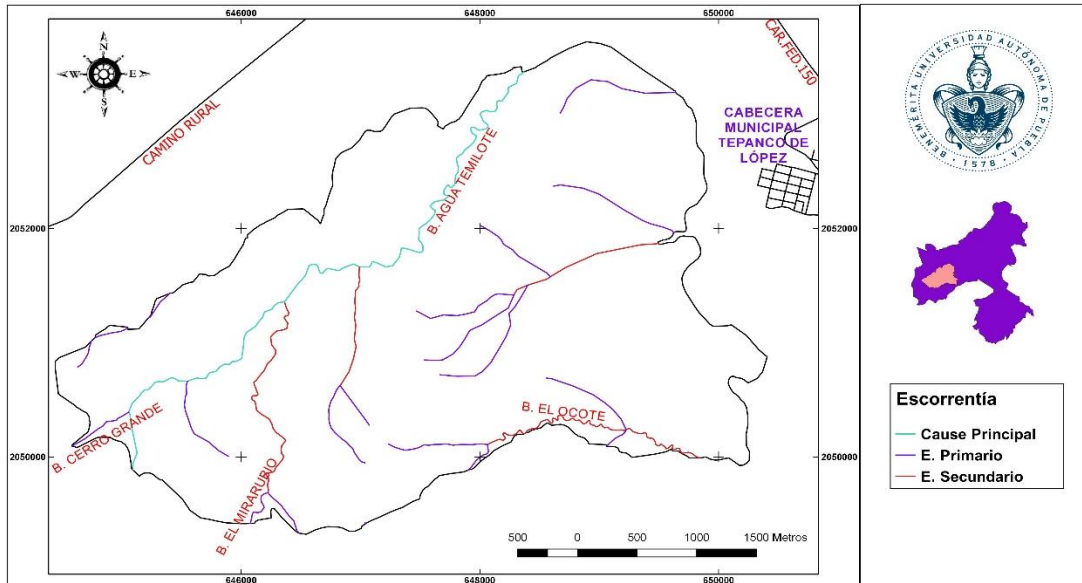 646000
648000
650000
N
W
E
S
CAMINO RURAL
CAR.FED.150
CABECERA
MUNICIPAL
TEPANCO DE
LÓPEZ
B. AGUA TEMILOTE
2052000
2052000
B. EL OCOTE
B. CERRO GRANDE
B. EL MIRARUBIO
2050000
2050000
500 0 500 1000 1500 Metros
646000
648000
650000
BENEMÉRITA UNIVERSIDAD AUTÓNOMA DE PUEBLA
1578
Escorrentía
Cause Principal
E. Primario
E. Secundario